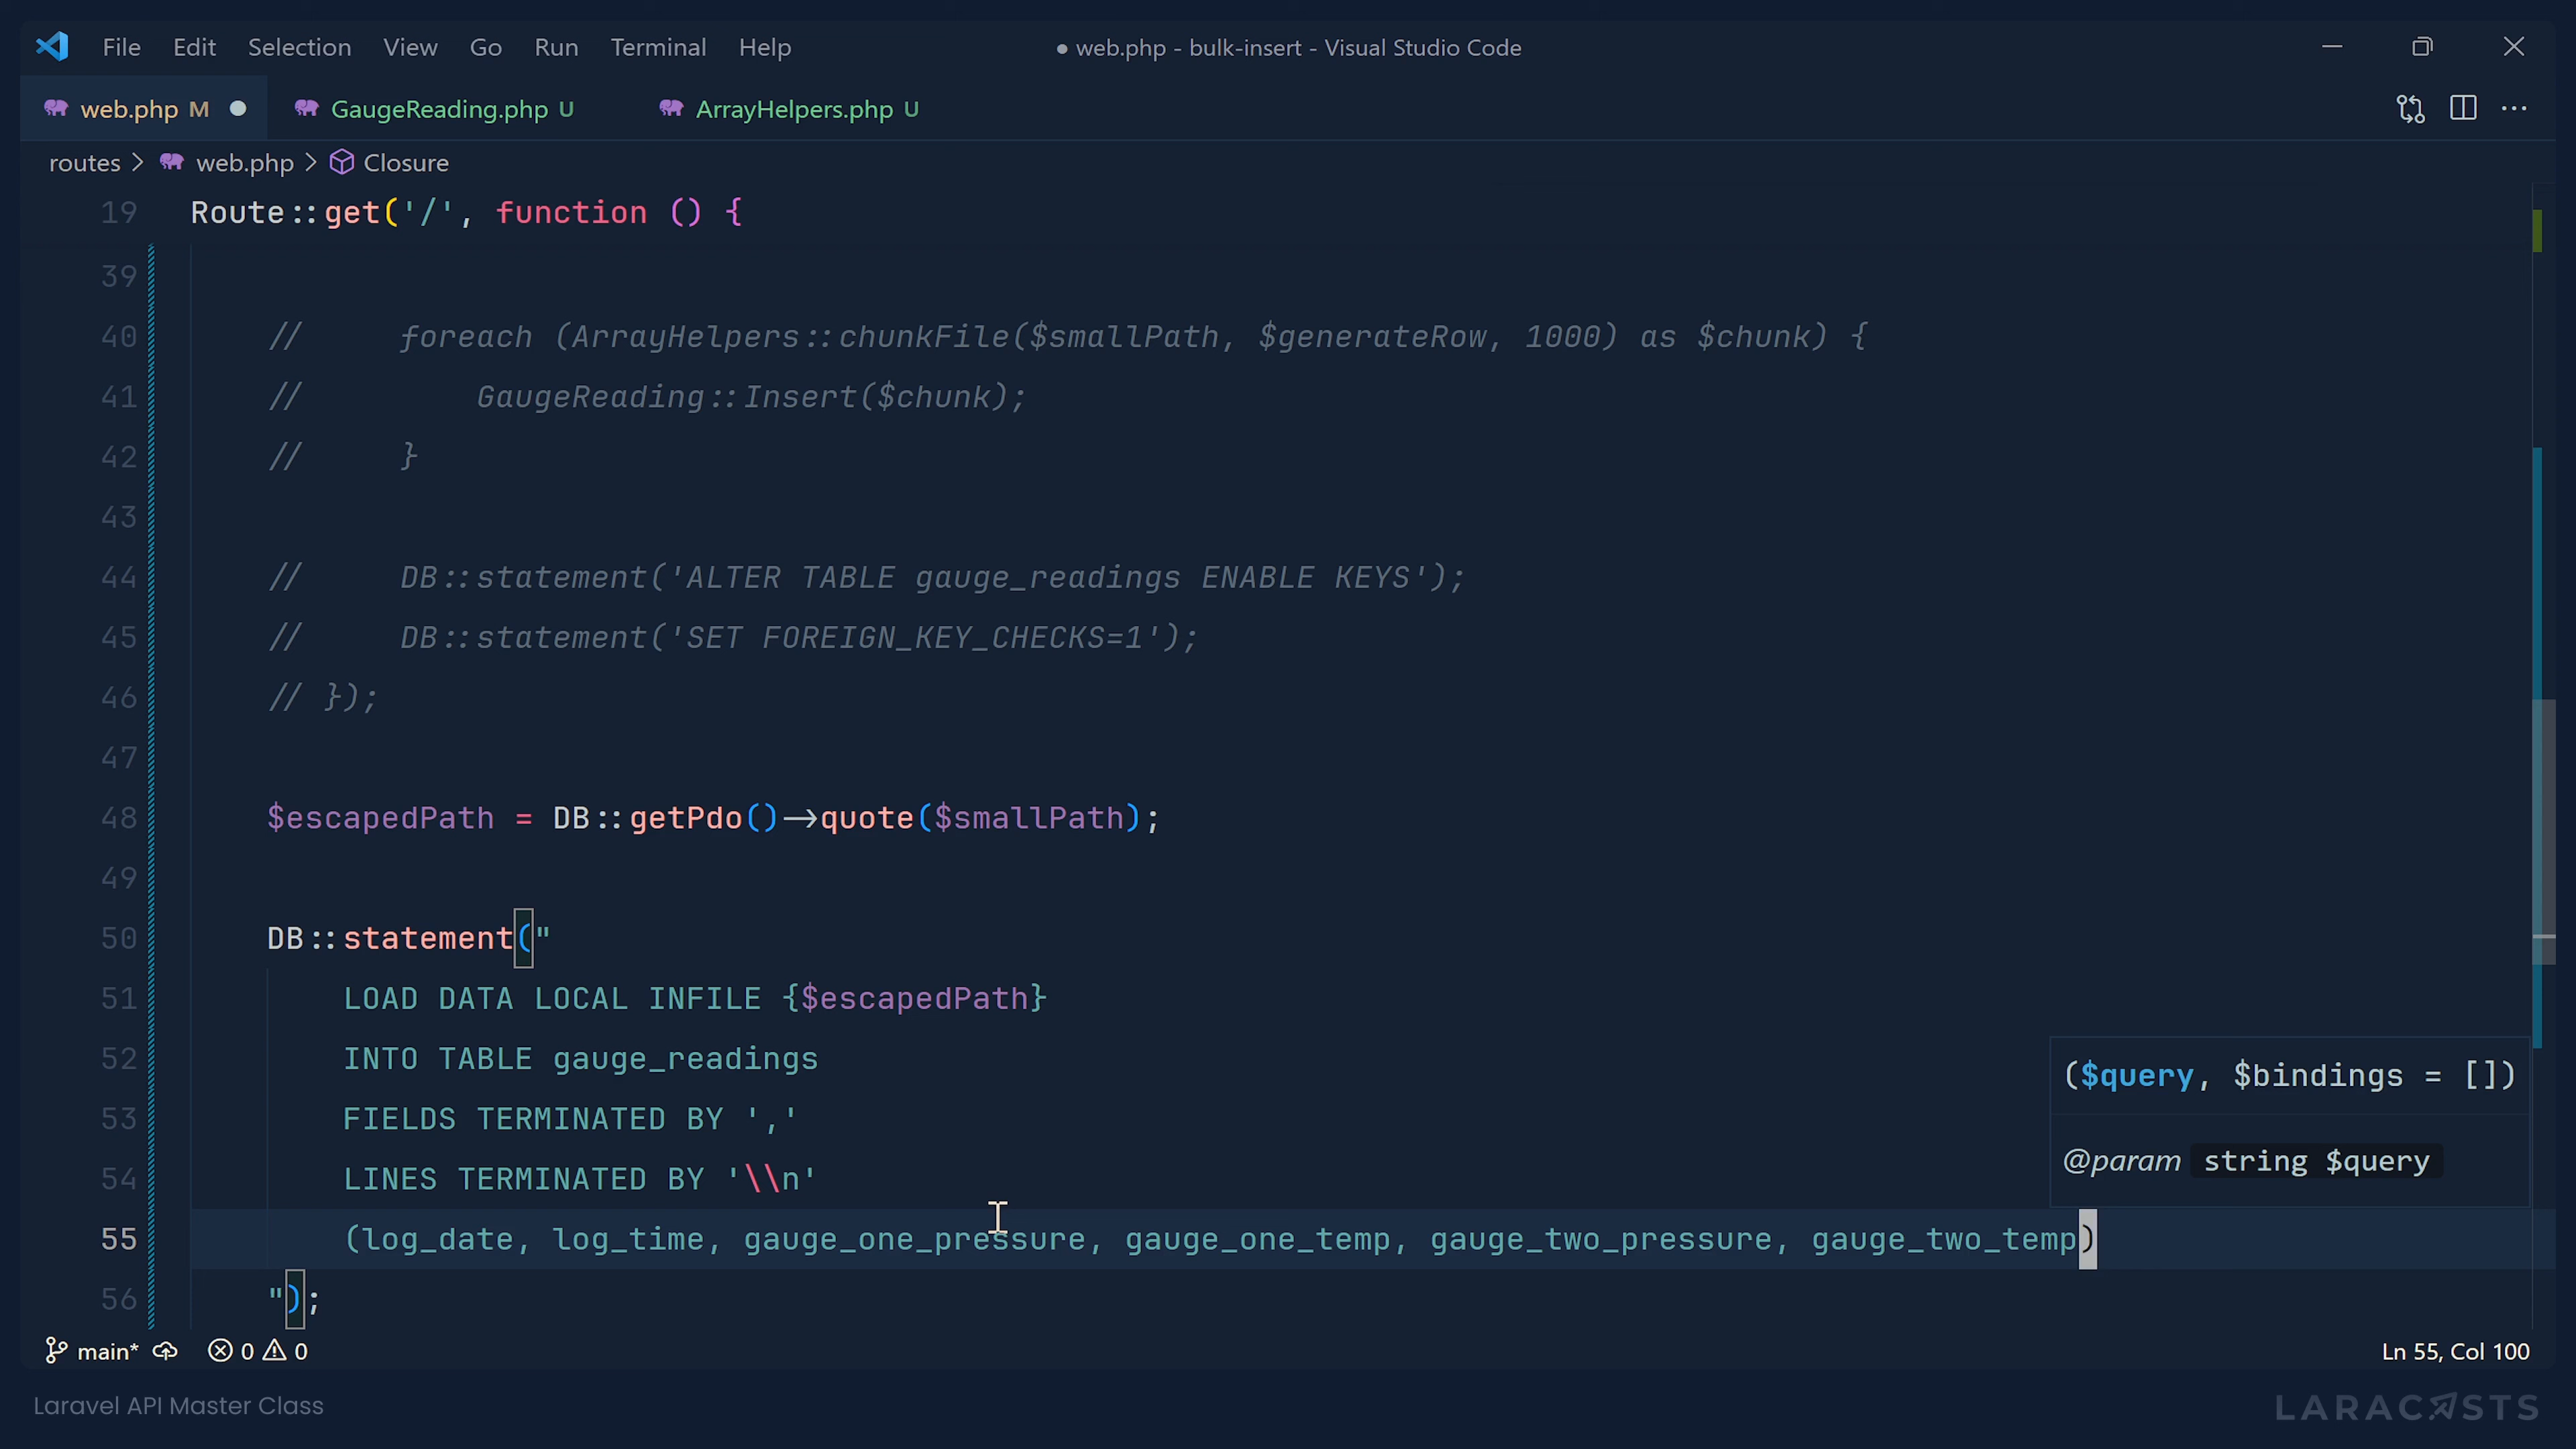 File Edit Selection View Go Run Terminal Help
● web.php - bulk-insert - Visual Studio Code
web.php M ● GaugeReading.php U ArrayHelpers.php U
routes > web.php > Closure
19 Route::get('/', function () {
39
40 // foreach (ArrayHelpers::chunkFile($smallPath, $generateRow, 1000) as $chunk) {
41 // GaugeReading::Insert($chunk);
42 // }
43
44 // DB::statement('ALTER TABLE gauge_readings ENABLE KEYS');
45 // DB::statement('SET FOREIGN_KEY_CHECKS=1');
46 // });
47
48 $escapedPath = DB::getPdo()->quote($smallPath);
49
50 DB::statement("
51 LOAD DATA LOCAL INFILE {$escapedPath}
52 INTO TABLE gauge_readings
53 FIELDS TERMINATED BY ','
54 LINES TERMINATED BY '\\n'
55 (log_date, log_time, gauge_one_pressure, gauge_one_temp, gauge_two_pressure, gauge_two_temp)
56 ");
($query, $bindings = [])
@param string $query
main* 0 0
Ln 55, Col 100
Laravel API Master Class
LARACASTS